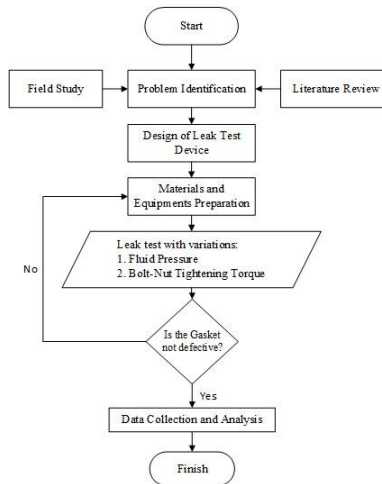 Start
Field Study
Problem Identification
Literature Review
Design of Leak Test
Device
Materials and
Equipments Preparation
Leak test with variations:
1. Fluid Pressure
2. Bolt-Nut Tightening Torque
No
Is the Gasket
not defective?
Yes
Data Collection and Analysis
Finish